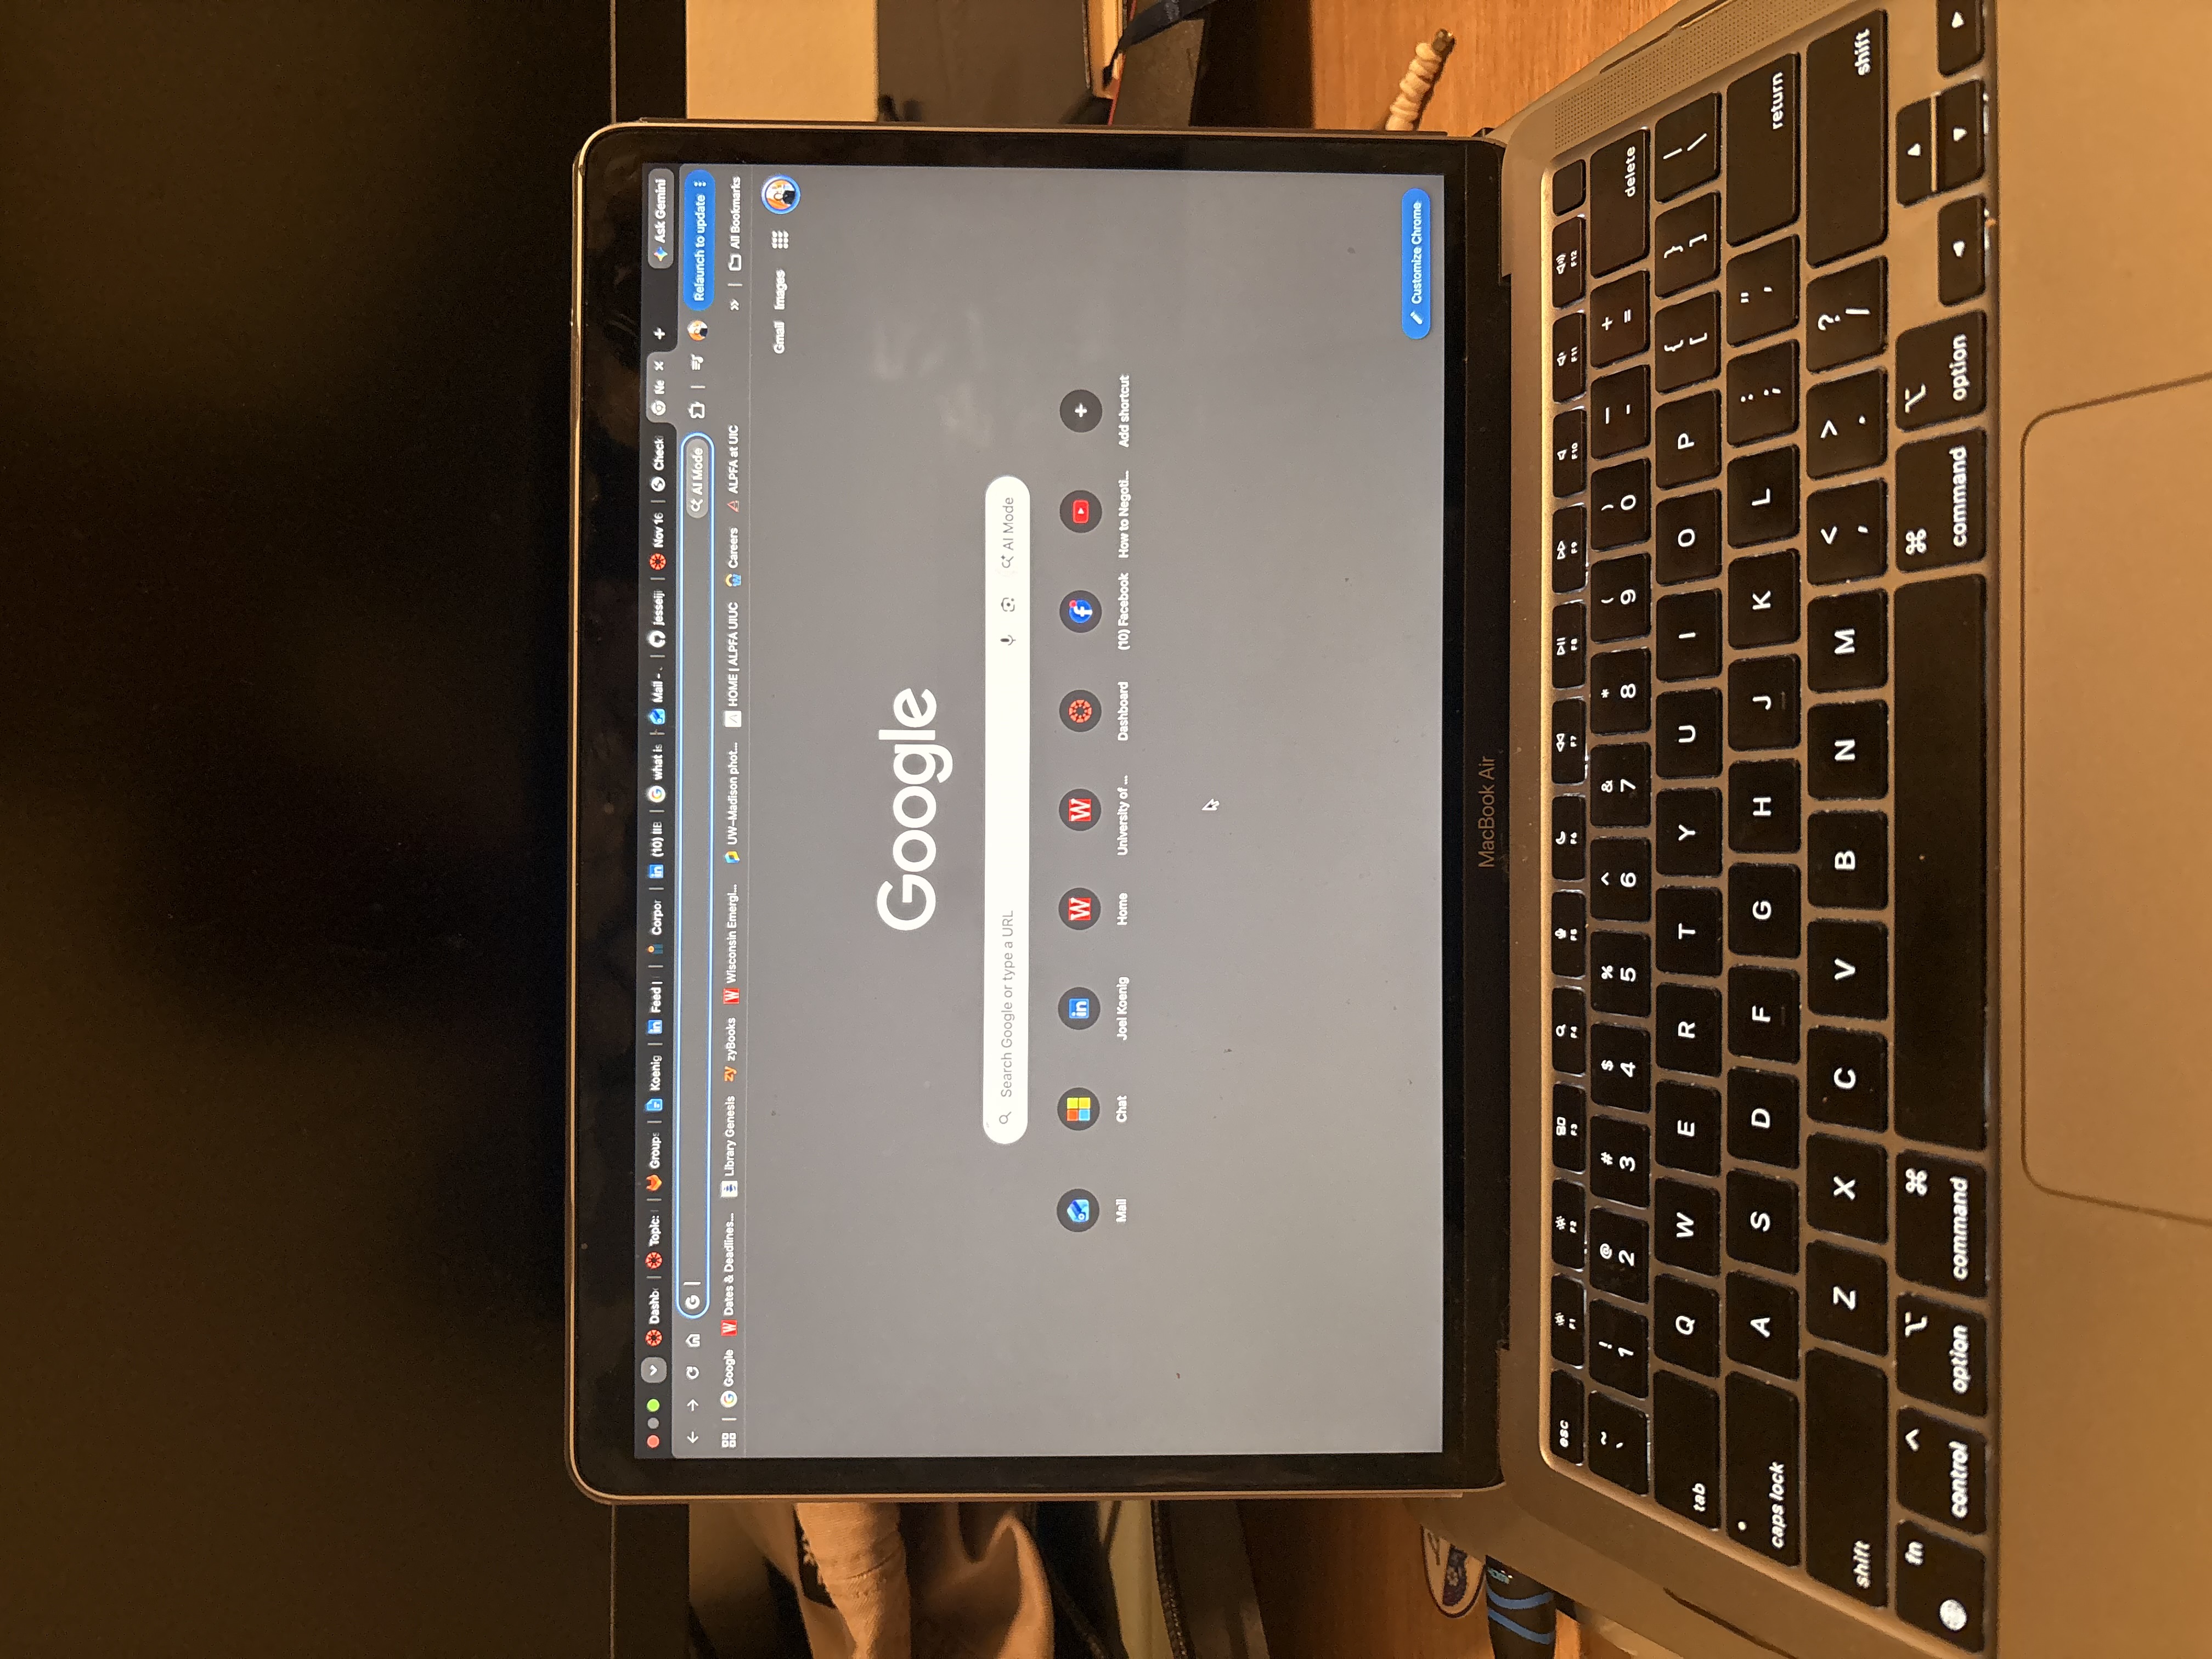 Dashb Topic: Group: Koenig Feed | Corpor (10) IIB what is Mail - Nov 16 Check Ne Ask Gemini
AI Mode Relaunch to update
Google Dates & Deadlines... Library Genesis zyBooks Wisconsin Emergi... UW-Madison phot... HOME | ALPFA UIUC Careers ALPFA at UIC All Bookmarks
Gmail Images
Google
Search Google or type a URL AI Mode
Mail Chat Joel Koenig Home University of ... Dashboard (10) Facebook How to Negoti... Add shortcut
Customize Chrome
MacBook Air
esc F1 F2 F3 F4 F5 F6 F7 F8 F9 F10 F11 F12
~ ! @ # $ % ^ & * ( ) — +
` 1 2 3 4 5 6 7 8 9 0 - = delete
tab Q W E R T Y U I O P { [ } ] | \
caps lock A S D F G H J K L : ; " ' return
shift Z X C V B N M < , > . ? / shift
fn control option command command option